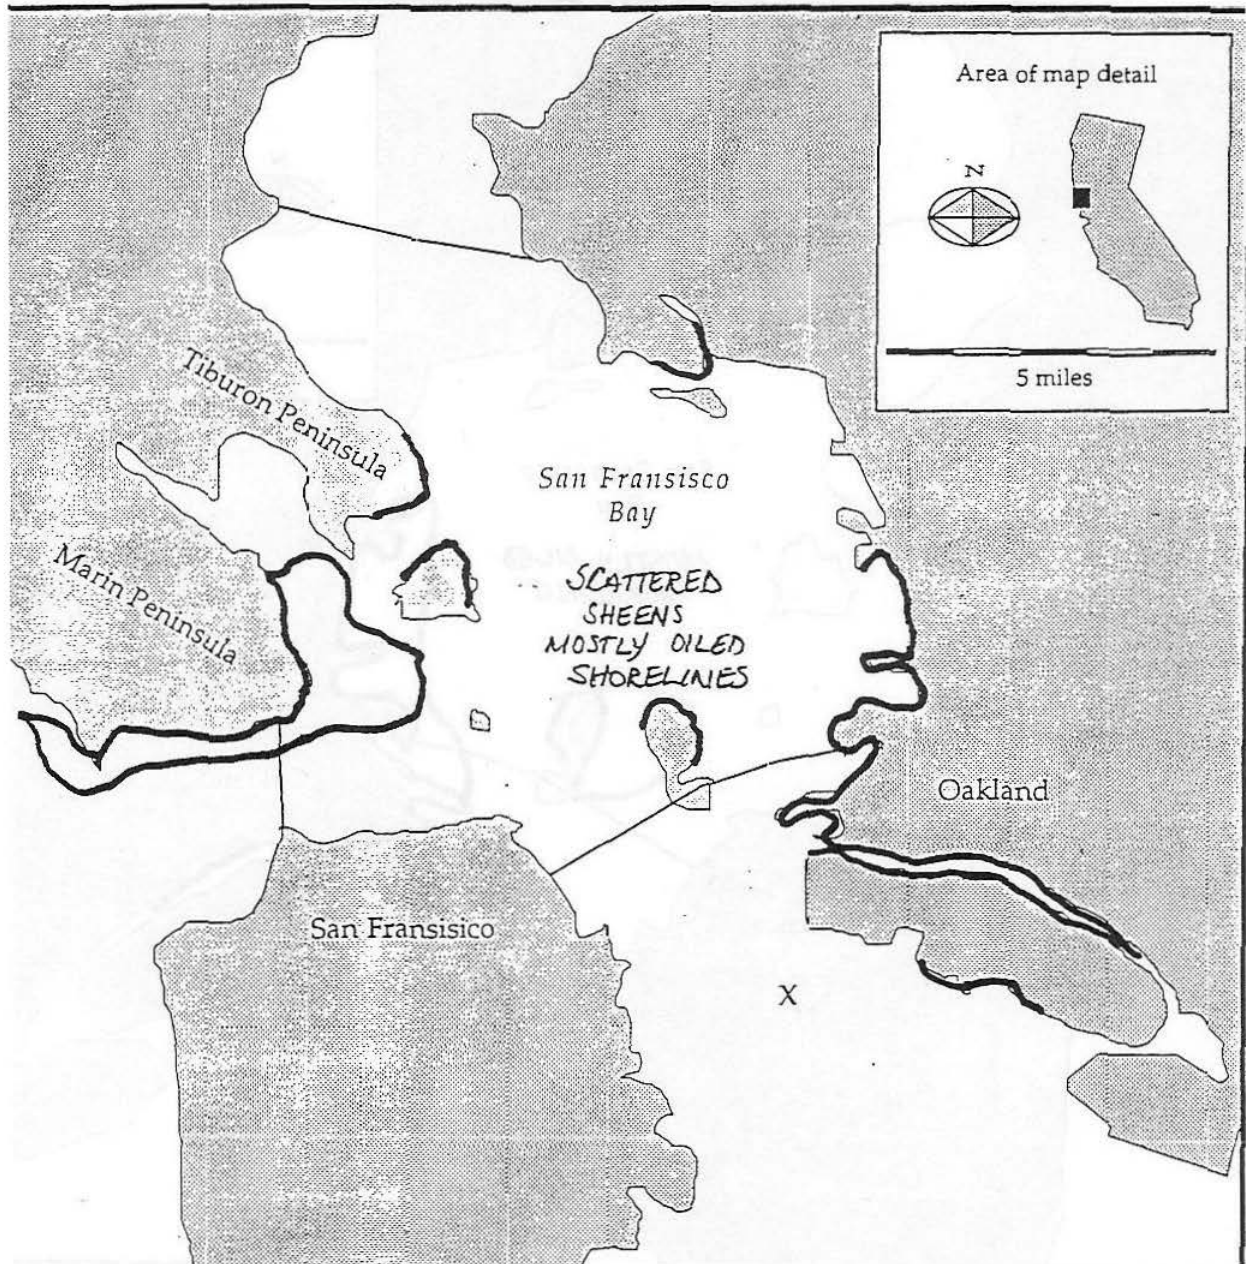 Area of map detail
N
5 miles
Tiburon Peninsula
San Fransisco
Bay
Marin Peninsula
SCATTERED
SHEENS
MOSTLY OILED
SHORELINES
Oakland
San Fransisico
X